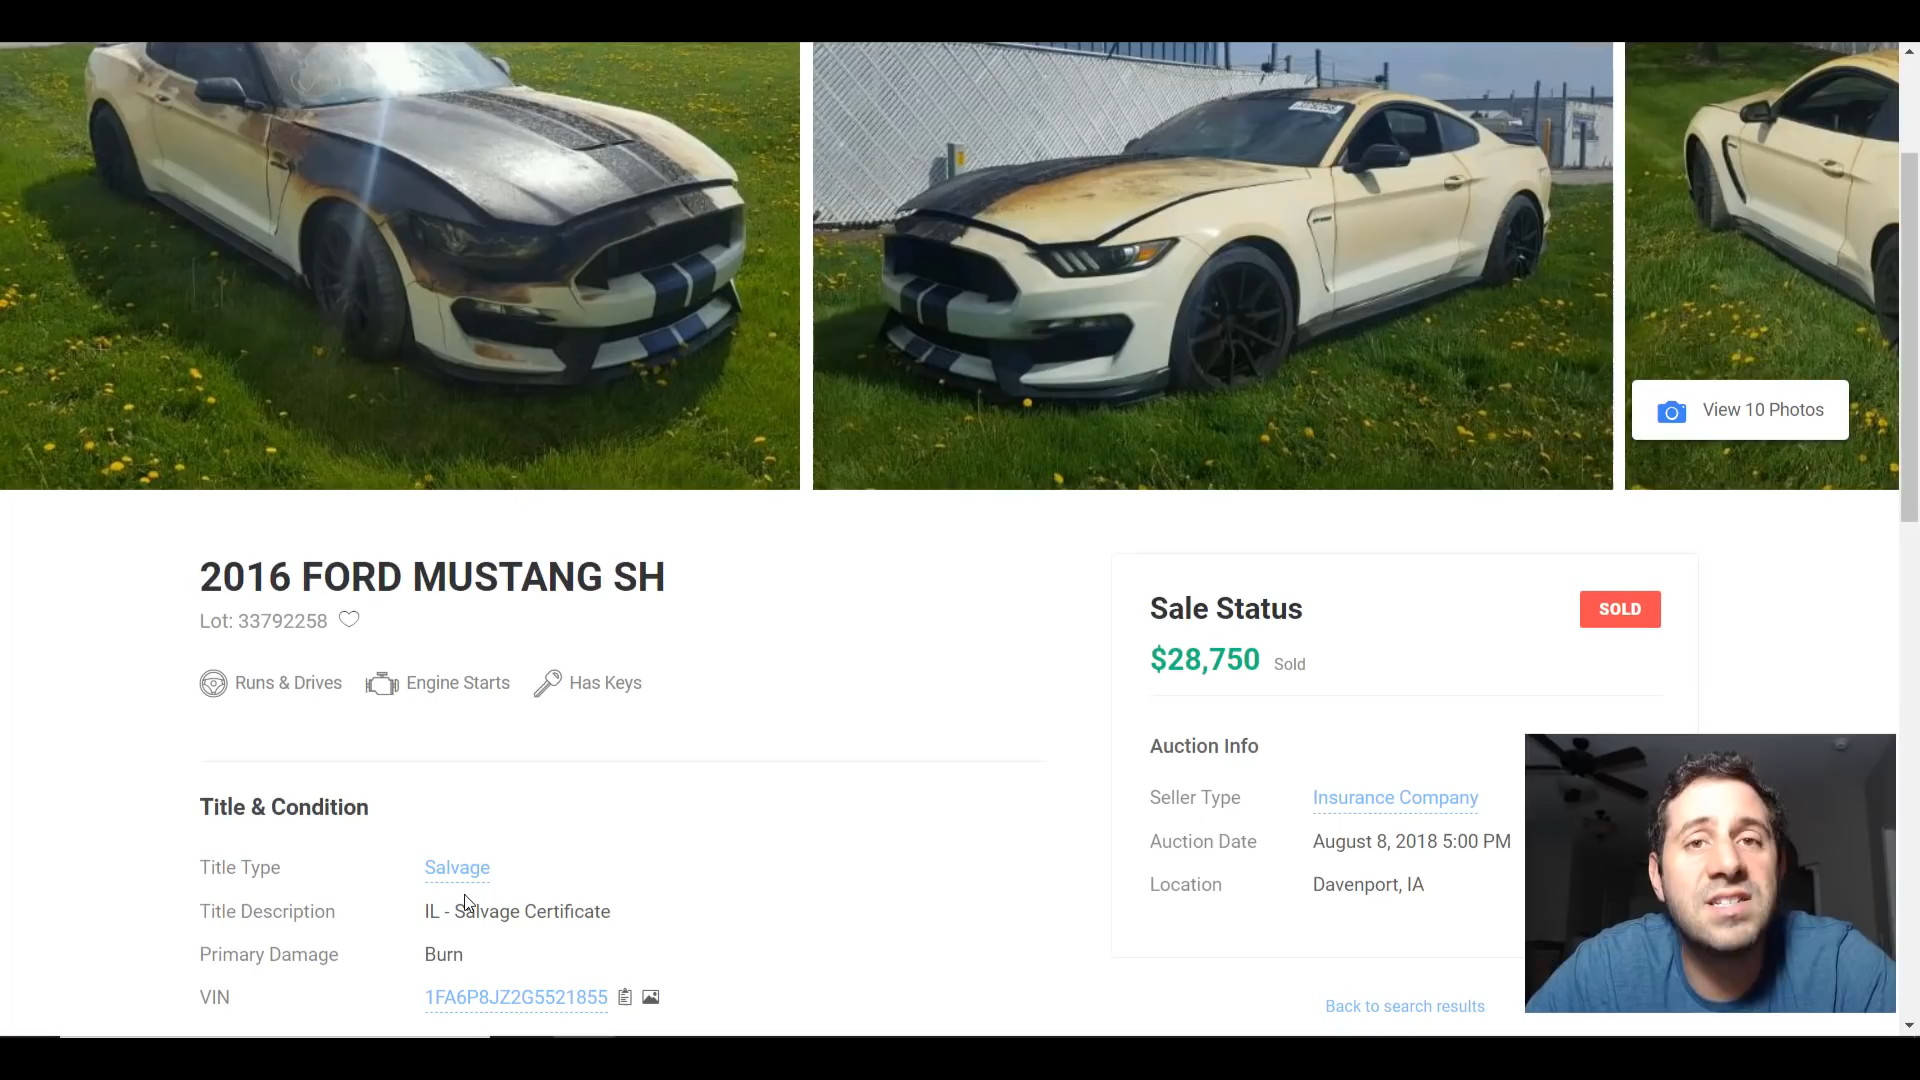 View 10 Photos
2016 FORD MUSTANG SH
Lot: 33792258
Runs & Drives Engine Starts Has Keys
Title & Condition
Title Type Salvage
Title Description IL - Salvage Certificate
Primary Damage Burn
VIN 1FA6P8JZ2G5521855
Sale Status SOLD
$28,750 Sold
Auction Info
Seller Type Insurance Company
Auction Date August 8, 2018 5:00 PM
Location Davenport, IA
Back to search results